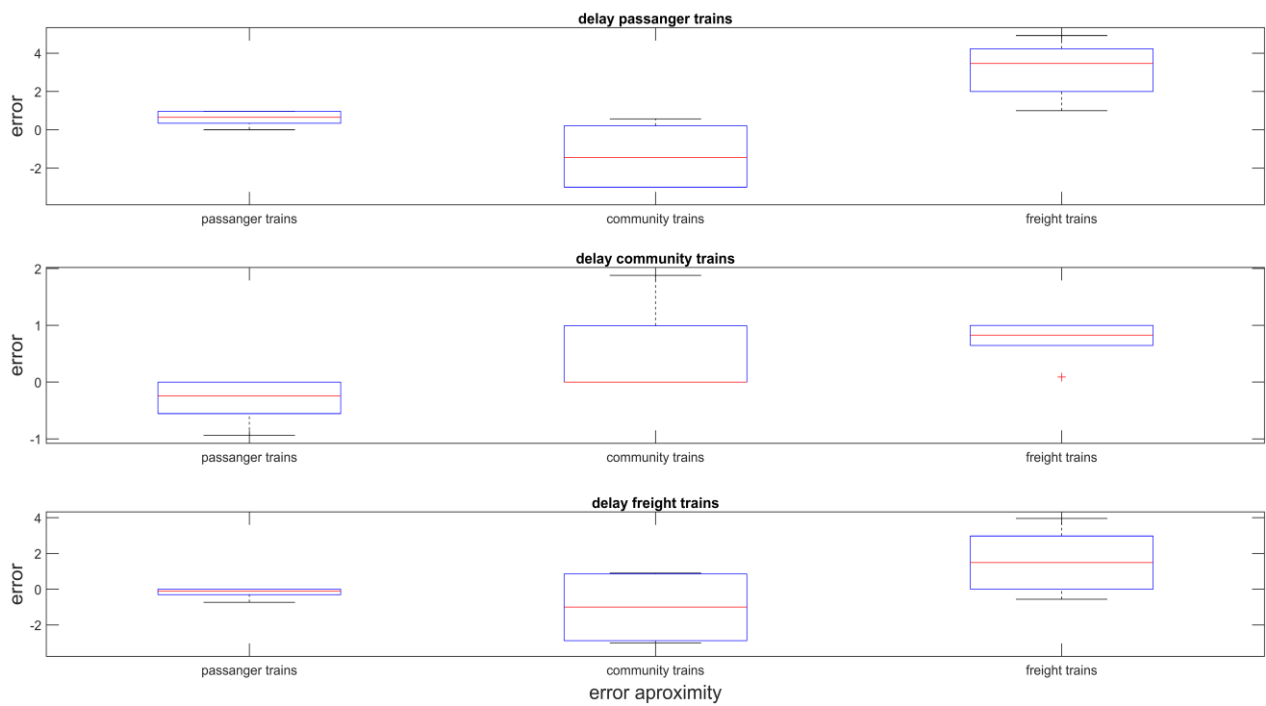 delay passanger trains
error
4
2
0
-2
passanger trains community trains freight trains
delay community trains
error
2
1
0
-1
passanger trains community trains freight trains
delay freight trains
error
4
2
0
-2
passanger trains community trains freight trains
error aproximity